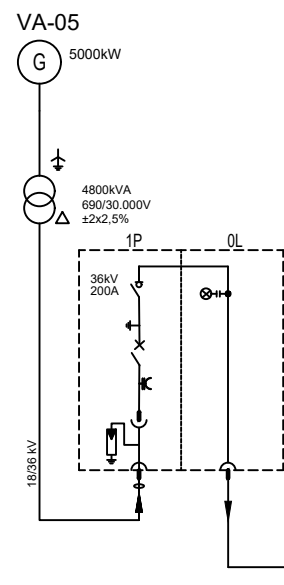 VA-05
G
5000kW
4800kVA
690/30.000V
±2x2,5%
1P
0L
36kV
200A
18/36 kV